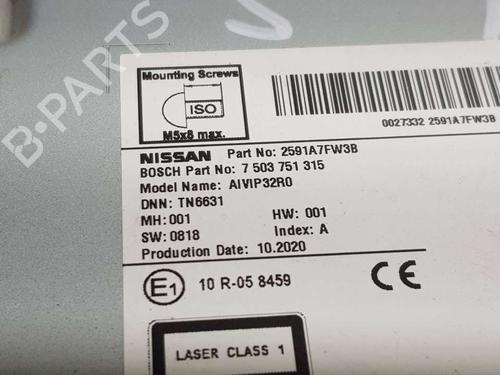 B-PARTS
Mounting Screws
ISO
M5x8 max.
0027332 2591A7FW3B
NISSAN Part No: 2591A7FW3B
BOSCH Part No: 7 503 751 315
Model Name: AIVIP32R0
DNN: TN6631
MH: 001 HW: 001
SW: 0818 Index: A
Production Date: 10.2020
E1 10 R-05 8459 CE
LASER CLASS 1